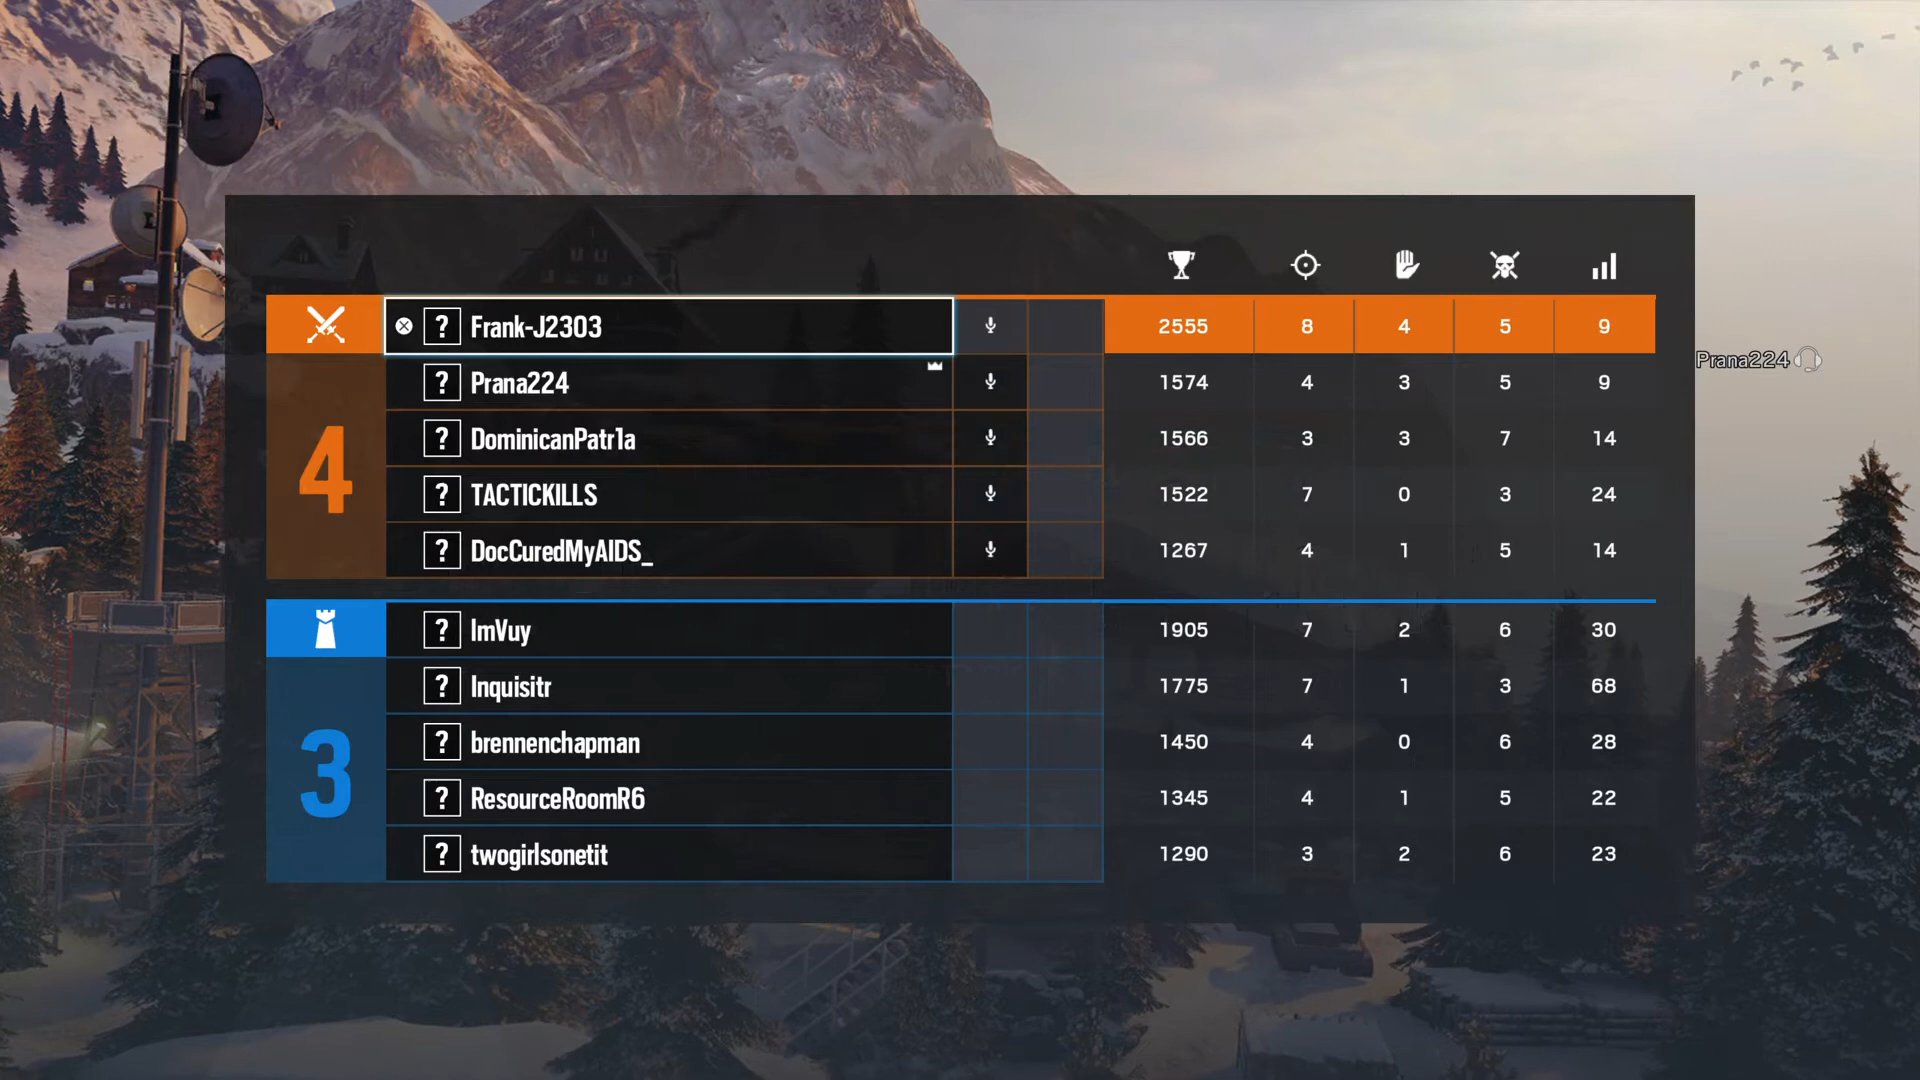 ? Frank-J2303 2555 8 4 5 9
? Prana224 1574 4 3 5 9
Prana224
? DominicanPatr1a 1566 3 3 7 14
4
? TACTICKILLS 1522 7 0 3 24
? DocCuredMyAIDS_ 1267 4 1 5 14
? ImVuy 1905 7 2 6 30
? Inquisitr 1775 7 1 3 68
3
? brennenchapman 1450 4 0 6 28
? ResourceRoomR6 1345 4 1 5 22
? twogirlsonetit 1290 3 2 6 23